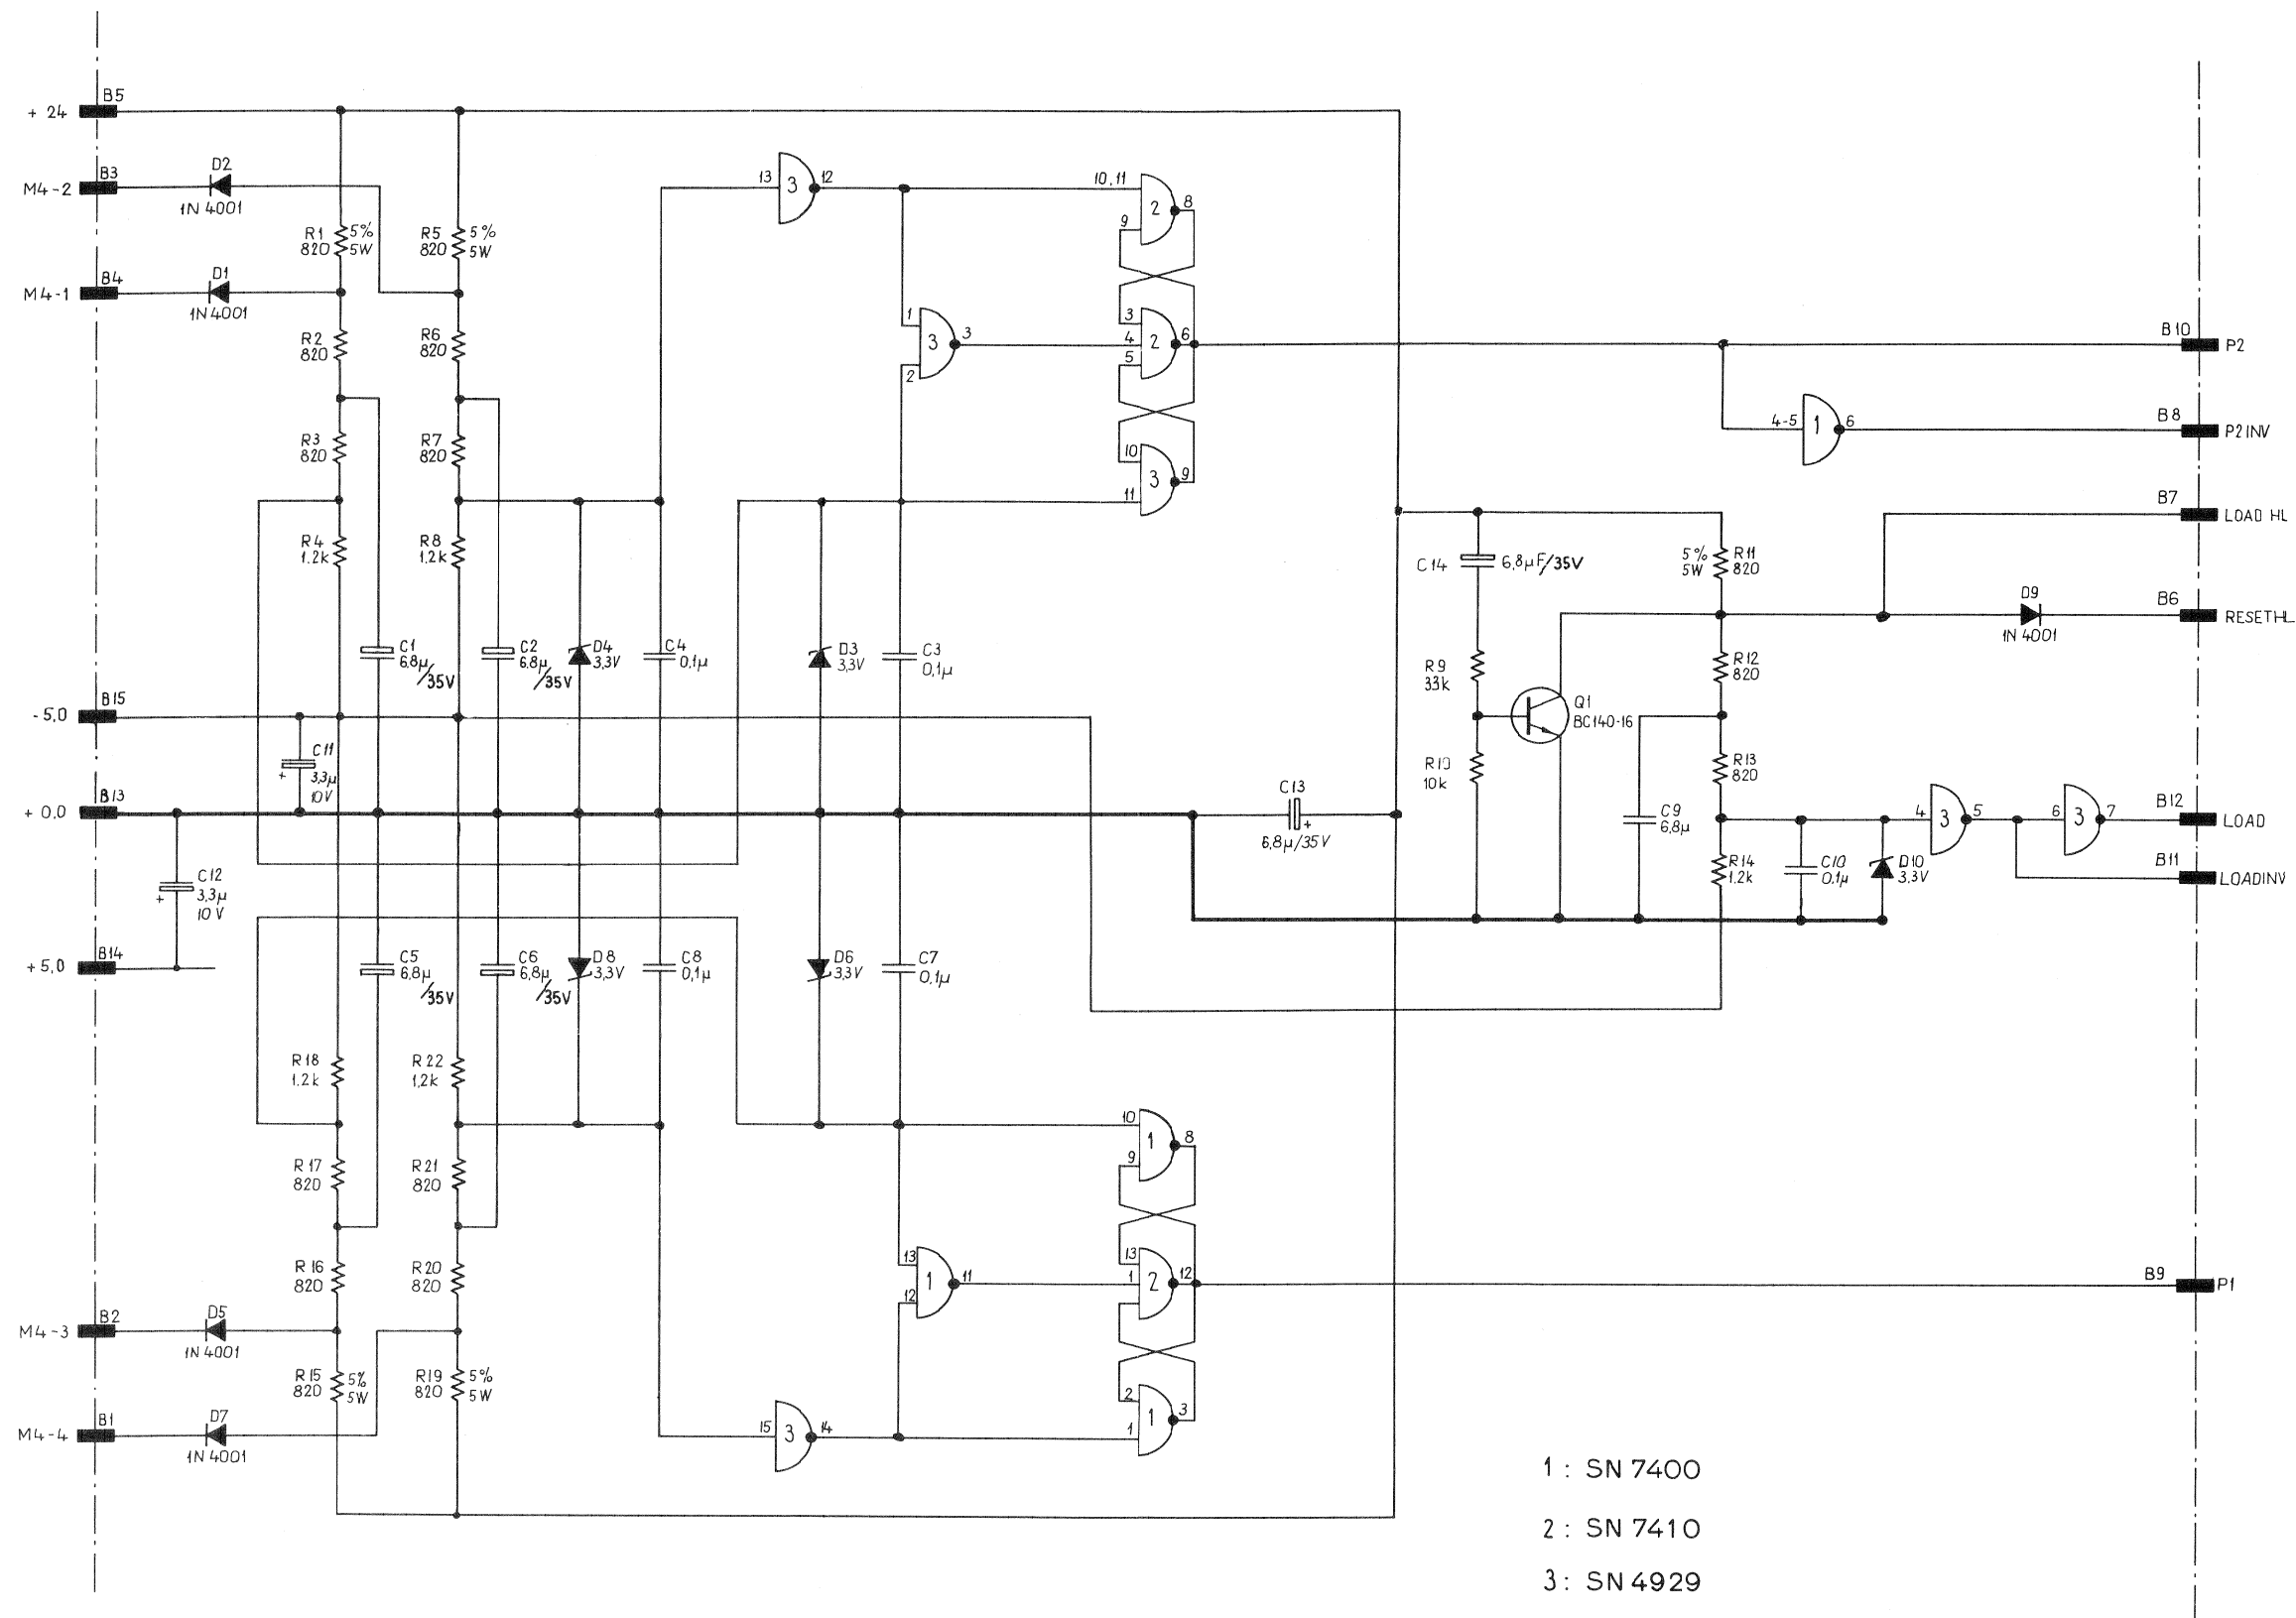 B5
+ 24
B3
M4-2
D2
1N 4001
B4
M4-1
D1
1N 4001
R1
820
5%
5W
R5
820
5%
5W
R2
820
R6
820
R3
820
R7
820
R4
1.2k
R8
1,2k
C1
6,8µ
/35V
C2
6,8µ
/35V
D4
3,3V
C4
0,1µ
D3
3,3V
C3
0,1µ
13
3
12
10,11
9
2
8
1
2
3
3
3
4
5
2
6
10
11
3
9
B10
P2
4-5
1
6
B8
P2INV
B7
LOAD HL
B6
RESETHL
C14
6,8µF/35V
5%
5W
R11
820
D9
1N 4001
R9
33k
R12
820
Q1
BC140-16
R10
10k
R13
820
C9
6,8µ
4
3
5
6
3
7
B12
LOAD
B11
LOADINV
R14
1.2k
C10
0,1µ
D10
3,3V
B15
- 5,0
C11
3,3µ
10V
+
B13
+ 0,0
C13
+
6,8µ/35V
C12
3,3µ
10 V
+
B14
+5,0
C5
6,8µ
/35V
C6
6,8µ
/35V
D8
3,3V
C8
0,1µ
D6
3,3V
C7
0,1µ
R18
1.2k
R22
1,2k
R17
820
R21
820
R16
820
R20
820
B2
M4-3
D5
1N 4001
R15
820
5%
5W
R19
820
5%
5W
B1
M4-4
D7
1N 4001
10
9
1
8
13
12
1
11
13
1
2
12
15
3
14
2
1
1
3
B9
P1
1 : SN 7400
2 : SN 7410
3 : SN 4929